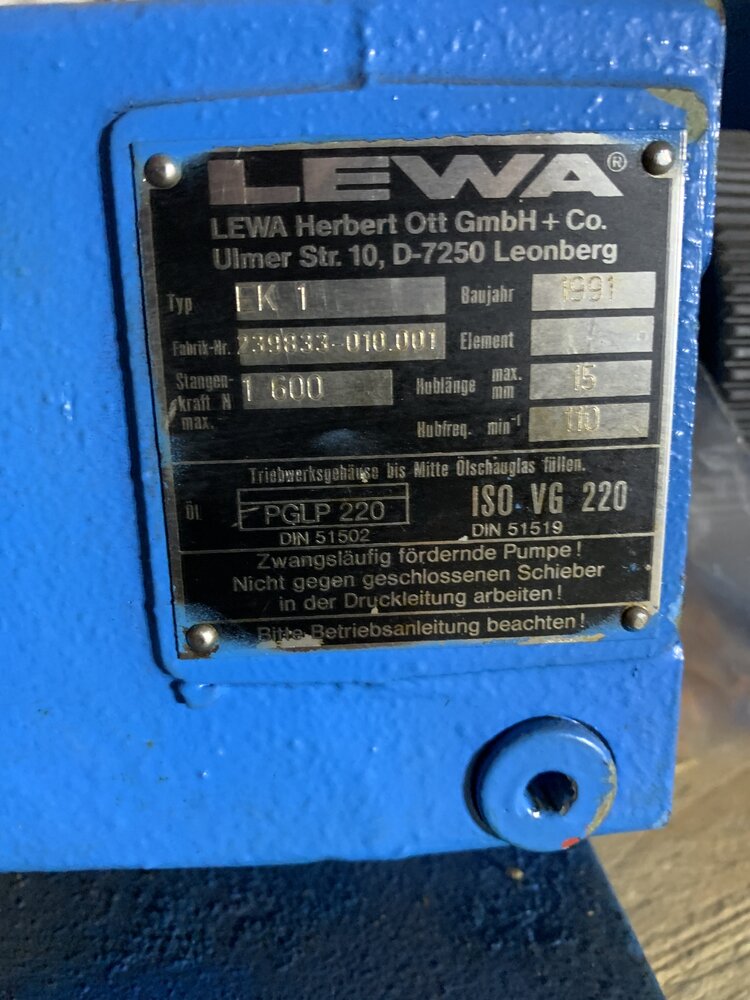 LEWA®
LEWA Herbert Ott GmbH + Co.
Ulmer Str. 10, D-7250 Leonberg
Typ EK 1 Baujahr 1991
Fabrik-Nr. 239833-010.001 Element
Stangen- kraft N max. 1 600 Hublänge max. mm 15
Hubfreq. min⁻¹ 110
Triebwerksgehäuse bis Mitte Ölschauglas füllen.
ÖL PGLP 220 ISO VG 220
DIN 51502 DIN 51519
Zwangsläufig fördernde Pumpe!
Nicht gegen geschlossenen Schieber
in der Druckleitung arbeiten!
Bitte Betriebsanleitung beachten!